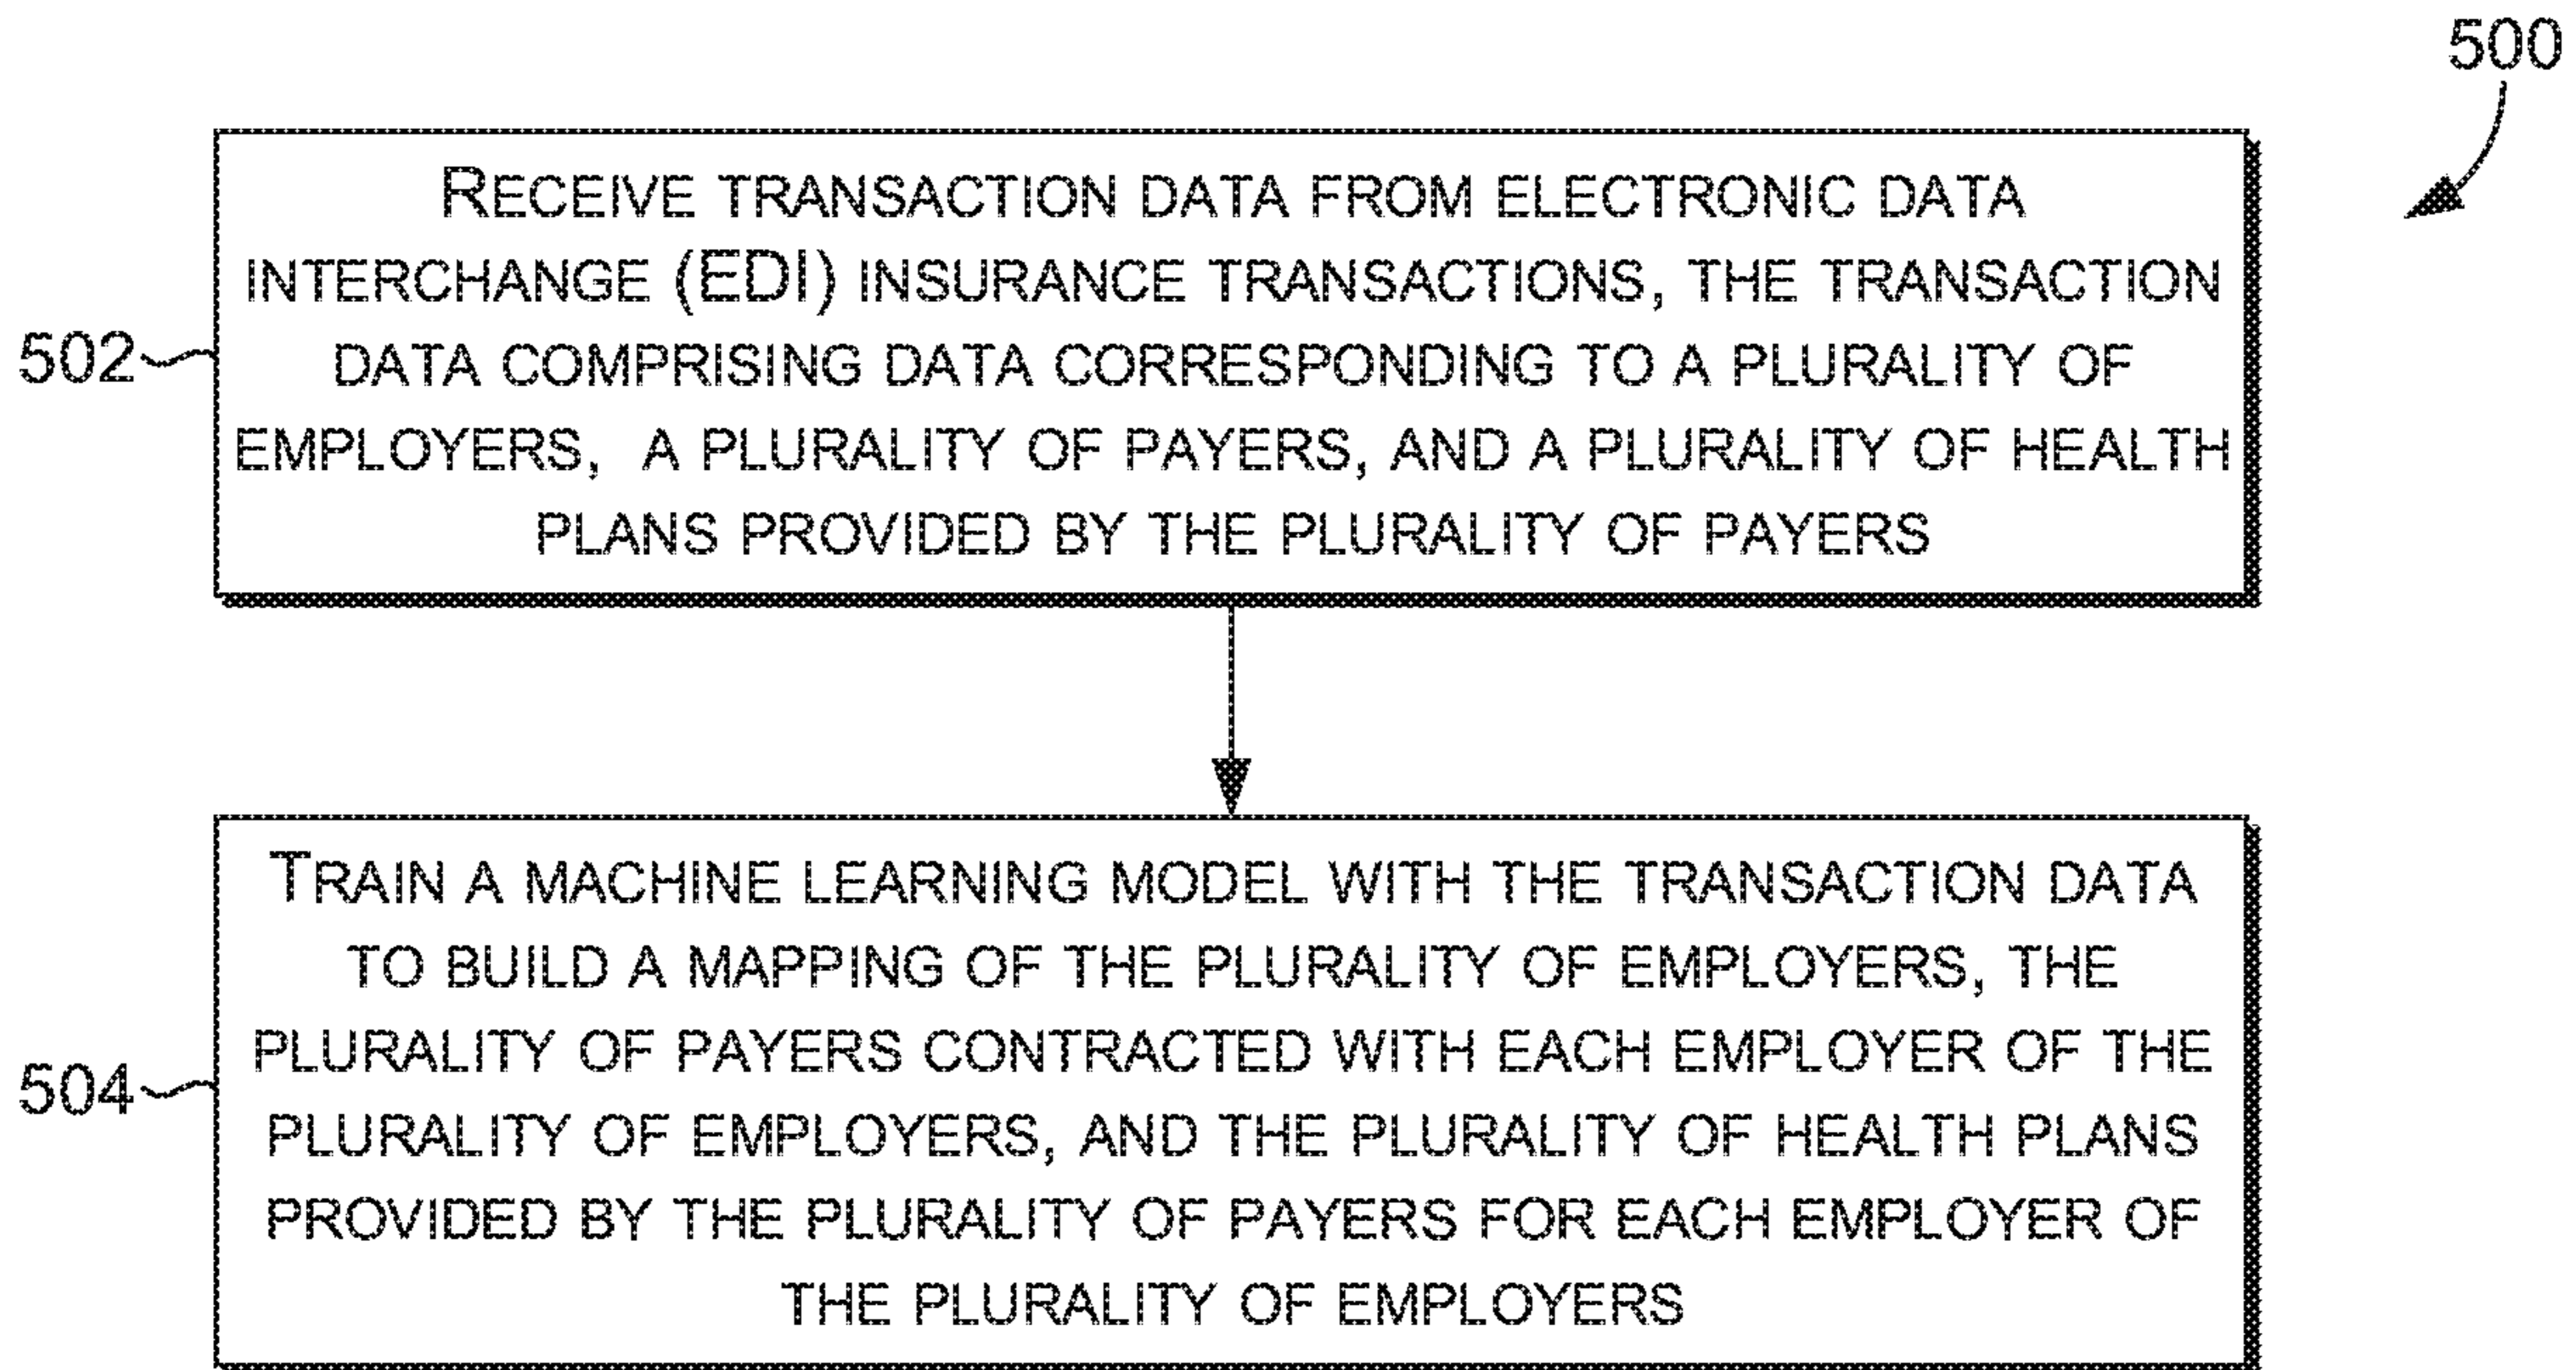 500
RECEIVE TRANSACTION DATA FROM ELECTRONIC DATA
INTERCHANGE (EDI) INSURANCE TRANSACTIONS, THE TRANSACTION
DATA COMPRISING DATA CORRESPONDING TO A PLURALITY OF
EMPLOYERS, A PLURALITY OF PAYERS, AND A PLURALITY OF HEALTH
PLANS PROVIDED BY THE PLURALITY OF PAYERS
502
TRAIN A MACHINE LEARNING MODEL WITH THE TRANSACTION DATA
TO BUILD A MAPPING OF THE PLURALITY OF EMPLOYERS, THE
PLURALITY OF PAYERS CONTRACTED WITH EACH EMPLOYER OF THE
PLURALITY OF EMPLOYERS, AND THE PLURALITY OF HEALTH PLANS
PROVIDED BY THE PLURALITY OF PAYERS FOR EACH EMPLOYER OF
THE PLURALITY OF EMPLOYERS
504